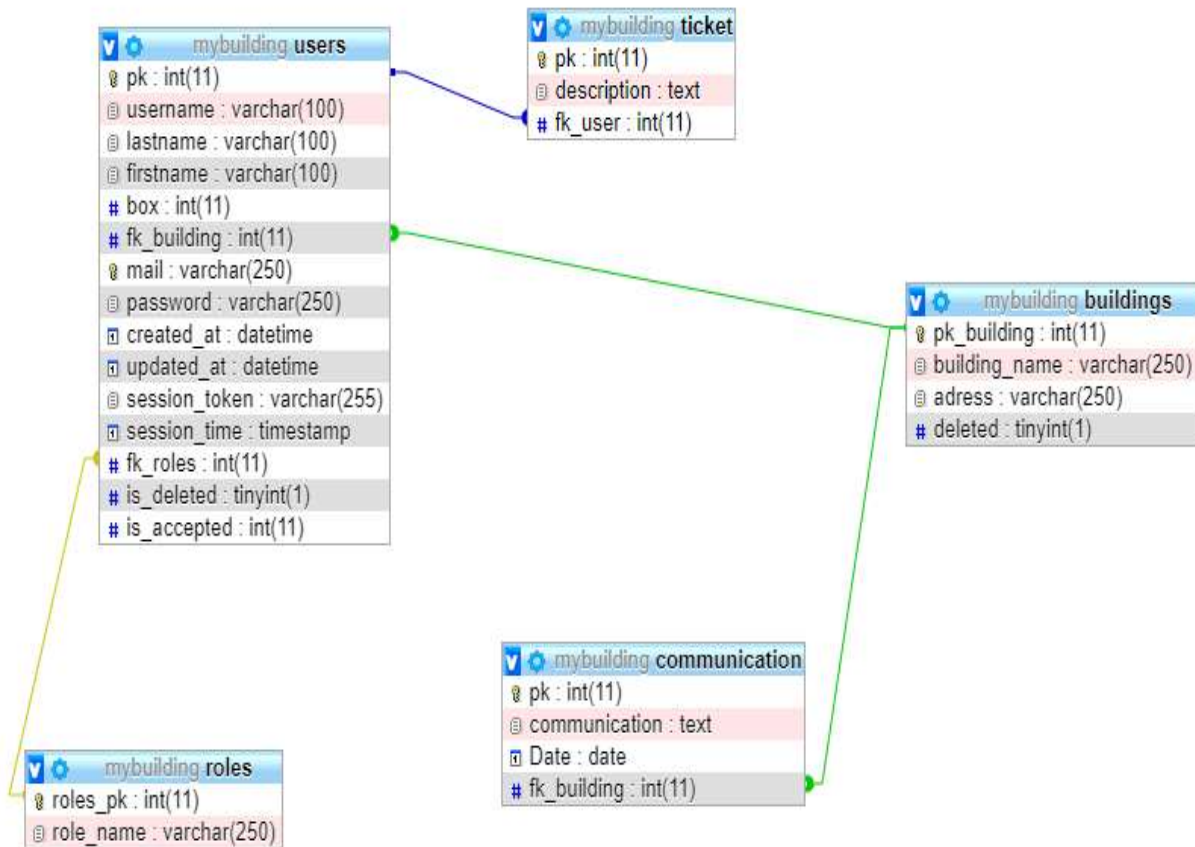 mybuilding users
pk : int(11)
username : varchar(100)
lastname : varchar(100)
firstname : varchar(100)
# box : int(11)
# fk_building : int(11)
mail : varchar(250)
password : varchar(250)
created_at : datetime
updated_at : datetime
session_token : varchar(255)
session_time : timestamp
# fk_roles : int(11)
# is_deleted : tinyint(1)
# is_accepted : int(11)
mybuilding ticket
pk : int(11)
description : text
# fk_user : int(11)
mybuilding buildings
pk_building : int(11)
building_name : varchar(250)
adress : varchar(250)
# deleted : tinyint(1)
mybuilding communication
pk : int(11)
communication : text
Date : date
# fk_building : int(11)
mybuilding roles
roles_pk : int(11)
role_name : varchar(250)